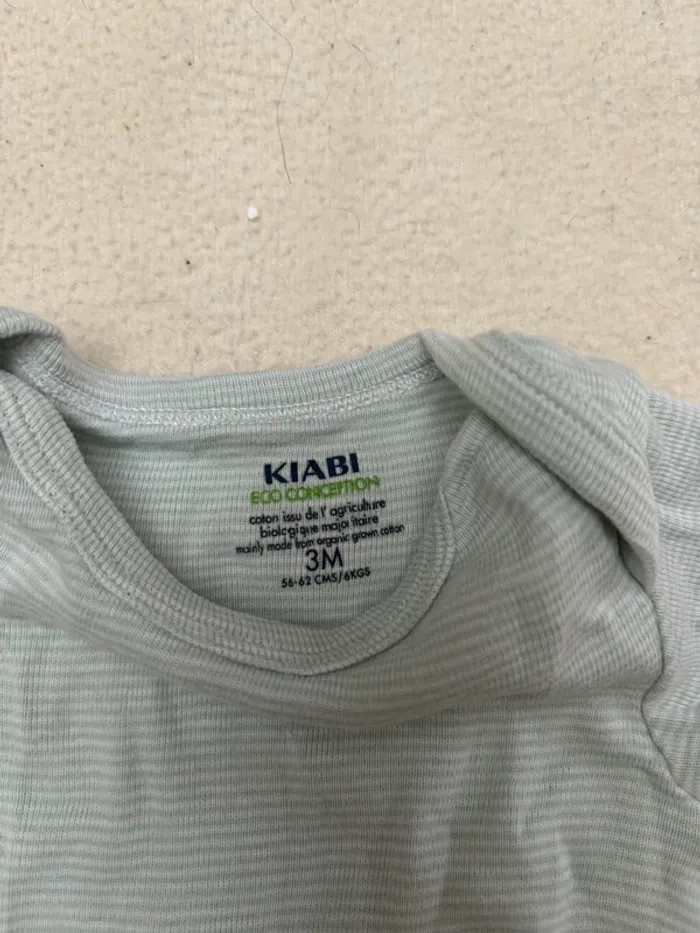 KIABI
ECO CONCEPTION
coton issu de l' agriculture
biologique majoritaire
mainly made from organic grown cotton
3M
56-62 CMS/6KGS